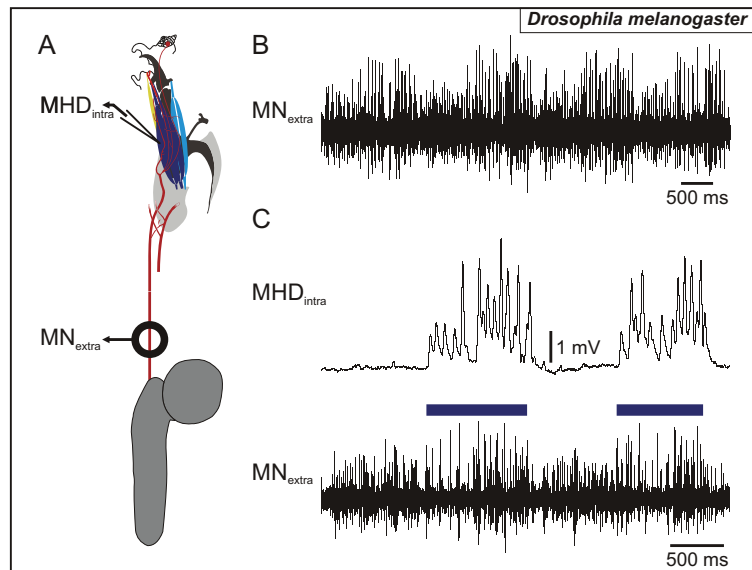 Drosophila melanogaster
A
MHDintra
MNextra
B
MNextra
500 ms
C
MHDintra
1 mV
MNextra
500 ms